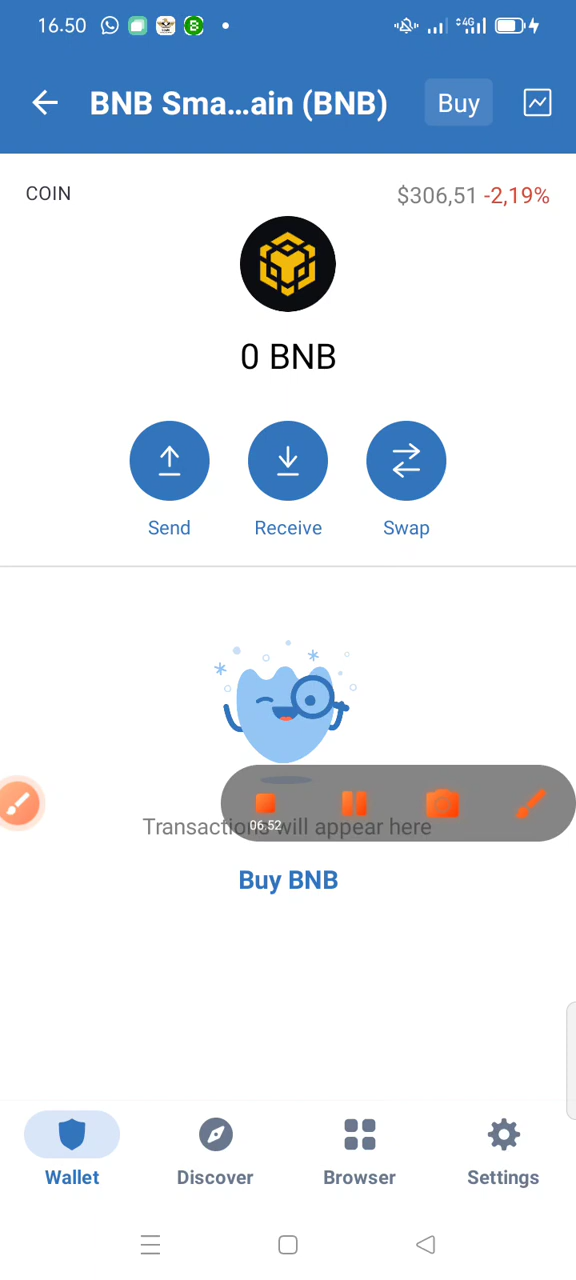 16.50
4G
BNB Sma...ain (BNB)
Buy
COIN
$306,51 -2,19%
0 BNB
Send
Receive
Swap
06,52
Transactions will appear here
Buy BNB
Wallet
Discover
Browser
Settings